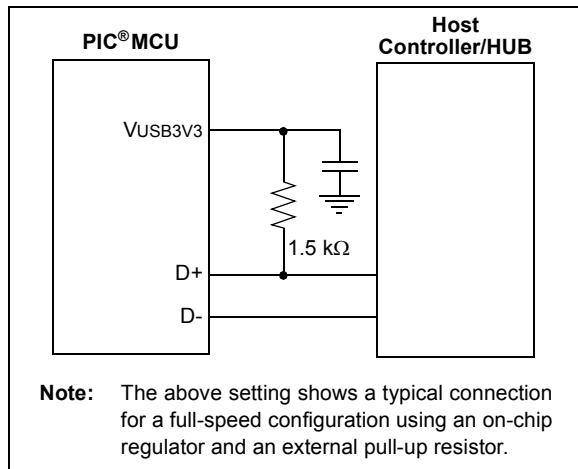 PIC® MCU
Host
Controller/HUB
VUSB3V3
1.5 kΩ
D+
D-
Note: The above setting shows a typical connection
for a full-speed configuration using an on-chip
regulator and an external pull-up resistor.